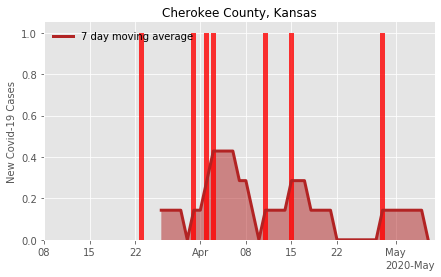 Cherokee County, Kansas
7 day moving average
New Covid-19 Cases
1.0
0.8
0.6
0.4
0.2
0.0
08 15 22 Apr 08 15 22 May
2020-May